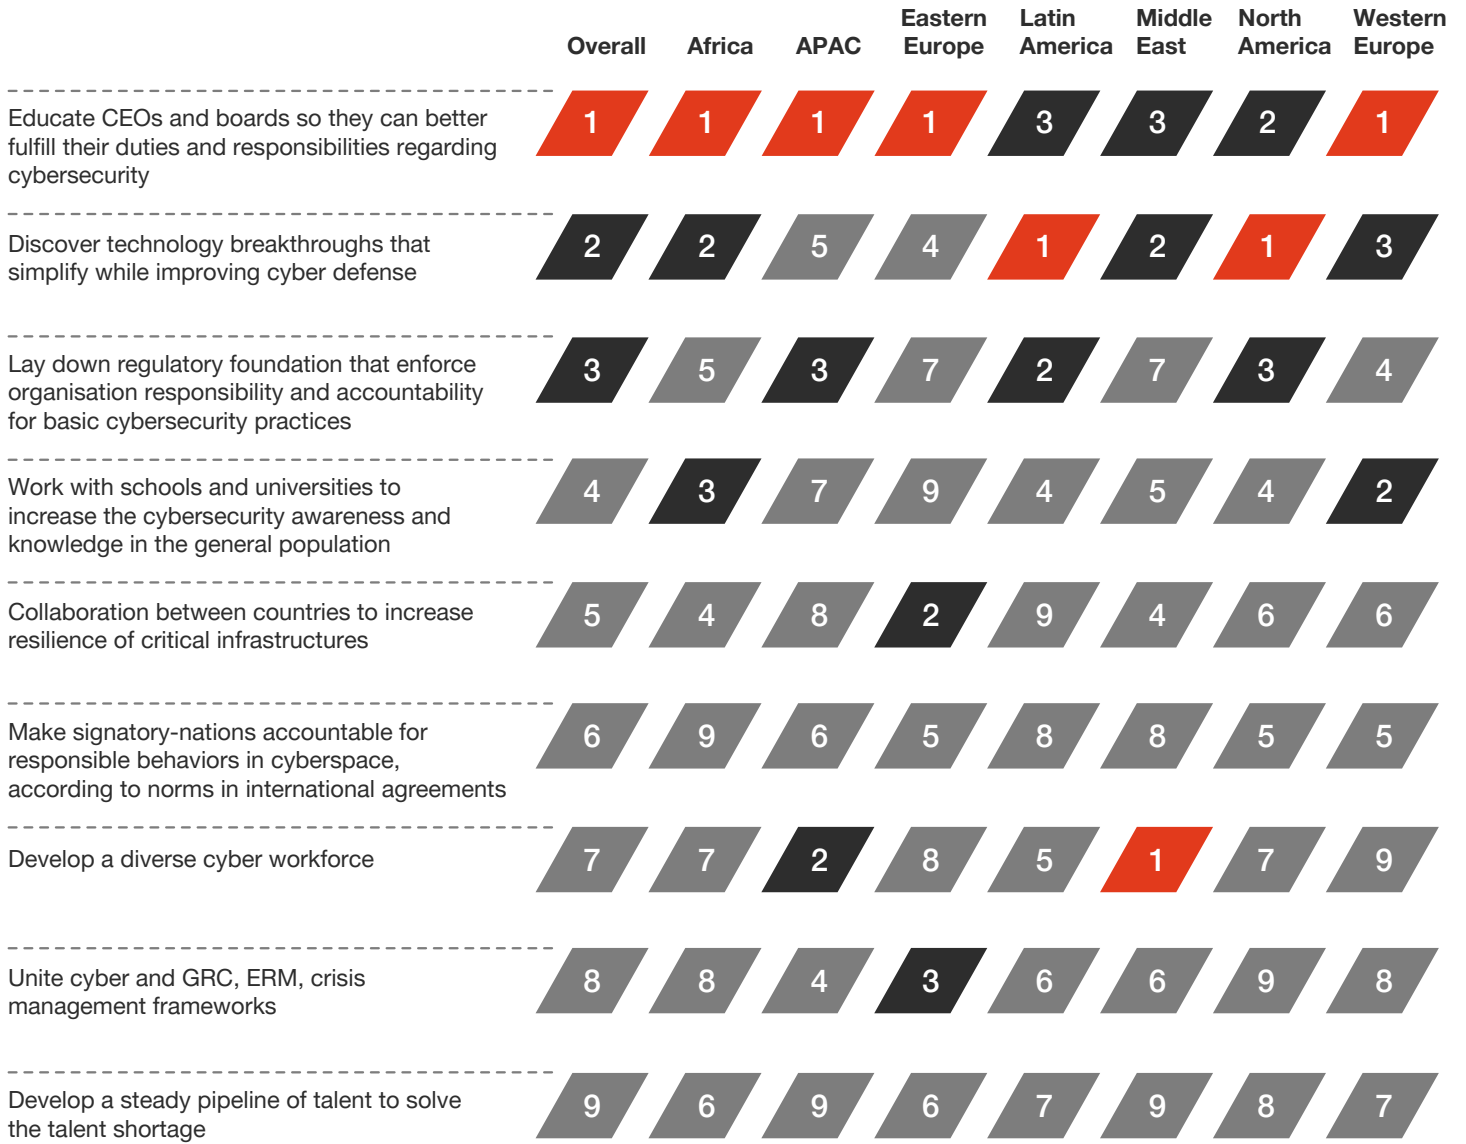 Overall Africa APAC Eastern Europe Latin America Middle East North America Western Europe
Educate CEOs and boards so they can better
fulfill their duties and responsibilities regarding
cybersecurity
1 1 1 1 3 3 2 1
Discover technology breakthroughs that
simplify while improving cyber defense
2 2 5 4 1 2 1 3
Lay down regulatory foundation that enforce
organisation responsibility and accountability
for basic cybersecurity practices
3 5 3 7 2 7 3 4
Work with schools and universities to
increase the cybersecurity awareness and
knowledge in the general population
4 3 7 9 4 5 4 2
Collaboration between countries to increase
resilience of critical infrastructures
5 4 8 2 9 4 6 6
Make signatory-nations accountable for
responsible behaviors in cyberspace,
according to norms in international agreements
6 9 6 5 8 8 5 5
Develop a diverse cyber workforce
7 7 2 8 5 1 7 9
Unite cyber and GRC, ERM, crisis
management frameworks
8 8 4 3 6 6 9 8
Develop a steady pipeline of talent to solve
the talent shortage
9 6 9 6 7 9 8 7